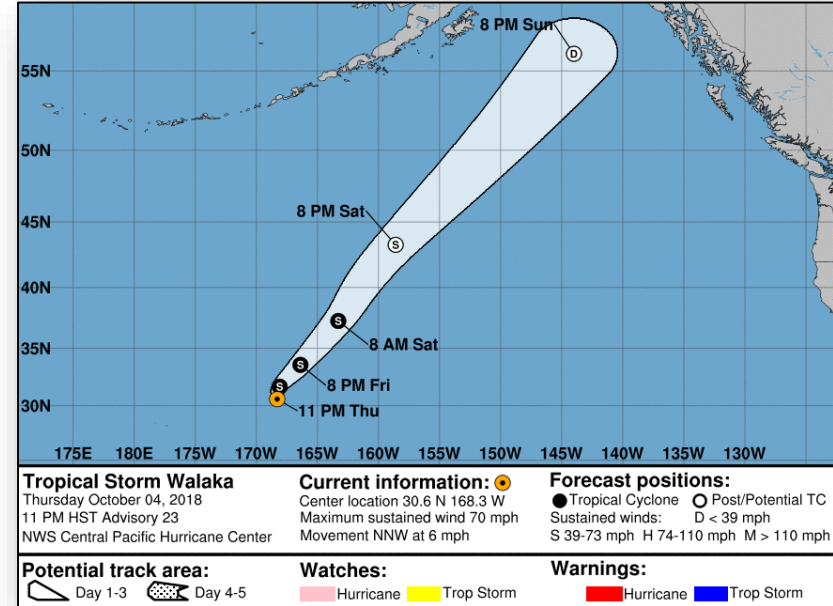 8 PM Sun
D
55N
50N
8 PM Sat
S
45N
40N
S
8 AM Sat
35N
S
8 PM Fri
S
30N
11 PM Thu
175E 180E 170W 165W 160W 155W 150W 145W 140W 130W
Tropical Storm Walaka
Thursday October 04, 2018
11 PM HST Advisory 23
NWS Central Pacific Hurricane Center
Current information:
Center location 30.6 N 168.3 W
Maximum sustained wind 70 mph
Movement NNW at 6 mph
Forecast positions:
Tropical Cyclone Post/Potential TC
Sustained winds: D < 39 mph
S 39-73 mph H 74-110 mph M > 110 mph
Potential track area:
Day 1-3 Day 4-5
Watches:
Hurricane Trop Storm
Warnings:
Hurricane Trop Storm